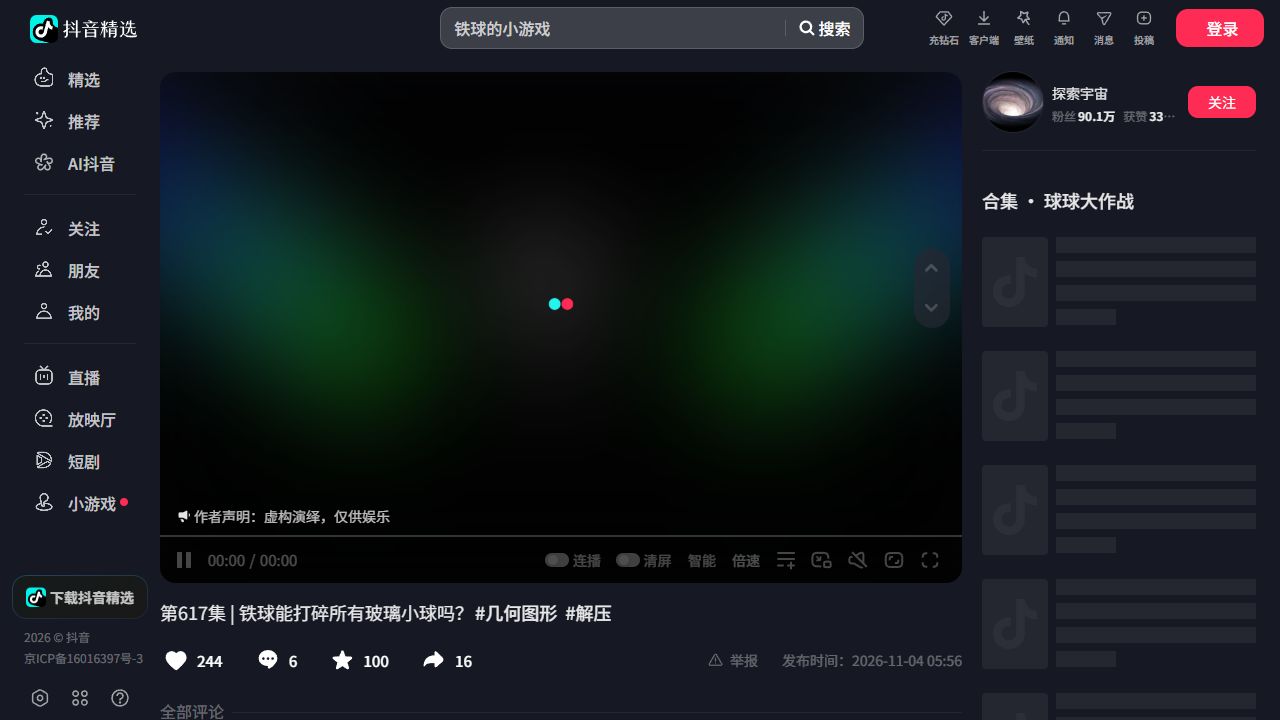 抖音精选
铁球的小游戏
搜索
充钻石
客户端
壁纸
通知
消息
投稿
登录
精选
推荐
AI抖音
关注
朋友
我的
直播
放映厅
短剧
小游戏
下载抖音精选
2026 © 抖音
京ICP备16016397号-3
作者声明：虚构演绎，仅供娱乐
00:00 / 00:00
连播
清屏
智能
倍速
第617集 | 铁球能打碎所有玻璃小球吗？ #几何图形 #解压
244
6
100
16
举报
发布时间：2026-11-04 05:56
全部评论
探索宇宙
粉丝90.1万 获赞33···
关注
合集 · 球球大作战